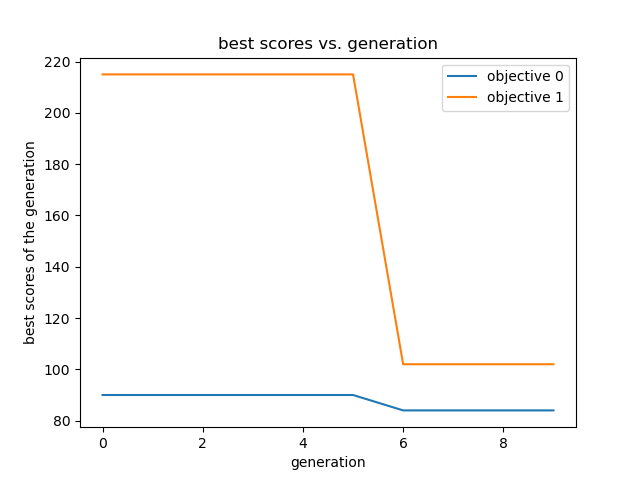 best scores vs. generation
objective 0
objective 1
best scores of the generation
220
200
180
160
140
120
100
80
0 2 4 6 8
generation